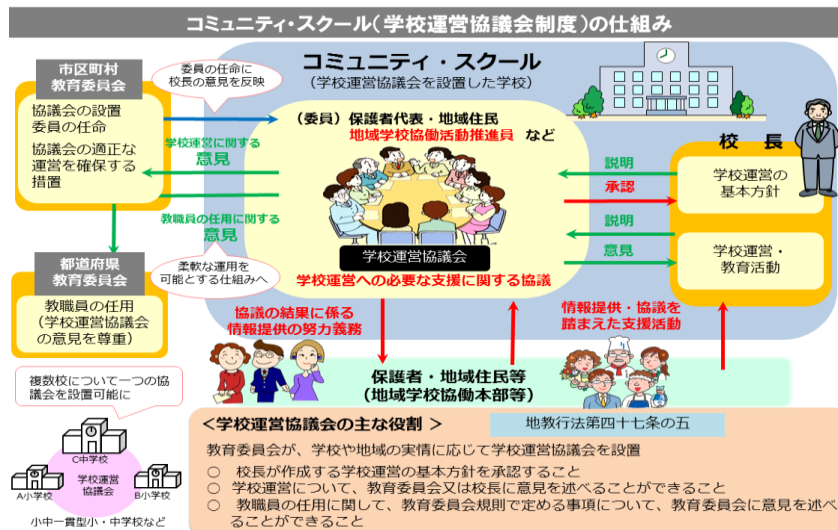 コミュニティ・スクール(学校運営協議会制度)の仕組み
市区町村
教育委員会
協議会の設置
委員の任命
協議会の適正な
運営を確保する
措置
委員の任命に
校長の意見を反映
学校運営に関する
意見
教職員の任用に関する
意見
柔軟な運用を
可能とする仕組みへ
都道府県
教育委員会
教職員の任用
(学校運営協議会
の意見を尊重)
コミュニティ・スクール
(学校運営協議会を設置した学校)
(委員)保護者代表・地域住民
地域学校協働活動推進員 など
学校運営協議会
学校運営への必要な支援に関する協議
説明
承認
説明
意見
校 長
学校運営の
基本方針
学校運営・
教育活動
協議の結果に係る
情報提供の努力義務
情報提供・協議を
踏まえた支援活動
保護者・地域住民等
(地域学校協働本部等)
複数校について一つの協
議会を設置可能に
C中学校
学校運営
協議会
A小学校
B小学校
小中一貫型小・中学校など
<学校運営協議会の主な役割 >
地教行法第四十七条の五
教育委員会が、学校や地域の実情に応じて学校運営協議会を設置
○ 校長が作成する学校運営の基本方針を承認すること
○ 学校運営について、教育委員会又は校長に意見を述べることができること
○ 教職員の任用に関して、教育委員会規則で定める事項について、教育委員会に意見を述べ
ることができること